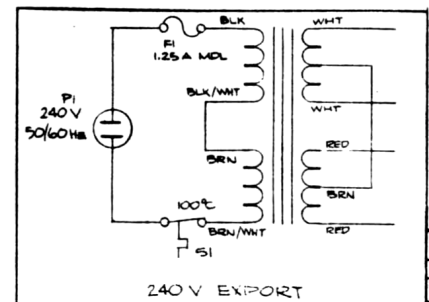 BLK
WHT
F1
1.25 A MDL
BLK/WHT
WHT
P1
240 V
50/60 Hz
BRN
RED
100℃
BRN
BRN/WHT
RED
S1
240 V EXPORT